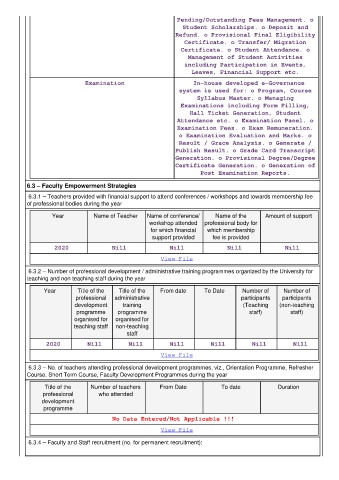 Pending/Outstanding Fees Management. o
Student Scholarships. o Deposit and
Refund. o Provisional Final Eligibility
Certificate. o Transfer/ Migration
Certificate. o Student Attendance. o
Management of Student Activities
including Participation in Events,
Leaves, Financial Support etc.
Examination
In-house developed e-Governance
system is used for: o Program, Course
Syllabus Master. o Managing
Examinations including Form Filling,
Hall Ticket Generation, Student
Attendance etc. o Examination Panel. o
Examination Fees. o Exam Remuneration.
o Examination Evaluation and Marks. o
Result / Grace Analysis. o Generate /
Publish Result. o Grade Card Transcript
Generation. o Provisional Degree/Degree
Certificate Generation. o Generation of
Post Examination Reports.
6.3 – Faculty Empowerment Strategies
6.3.1 – Teachers provided with financial support to attend conferences / workshops and towards membership fee
of professional bodies during the year
Year
Name of Teacher
Name of conference/
workshop attended
for which financial
support provided
Name of the
professional body for
which membership
fee is provided
Amount of support
2020 Nill Nill Nill Nill
View File
6.3.2 – Number of professional development / administrative training programmes organized by the University for
teaching and non teaching staff during the year
Year
Title of the
professional
development
programme
organised for
teaching staff
Title of the
administrative
training
programme
organised for
non-teaching
staff
From date
To Date
Number of
participants
(Teaching
staff)
Number of
participants
(non-teaching
staff)
2020 Nill Nill Nill Nill Nill Nill
View File
6.3.3 – No. of teachers attending professional development programmes, viz., Orientation Programme, Refresher
Course, Short Term Course, Faculty Development Programmes during the year
Title of the
professional
development
programme
Number of teachers
who attended
From Date
To date
Duration
No Data Entered/Not Applicable !!!
View File
6.3.4 – Faculty and Staff recruitment (no. for permanent recruitment):